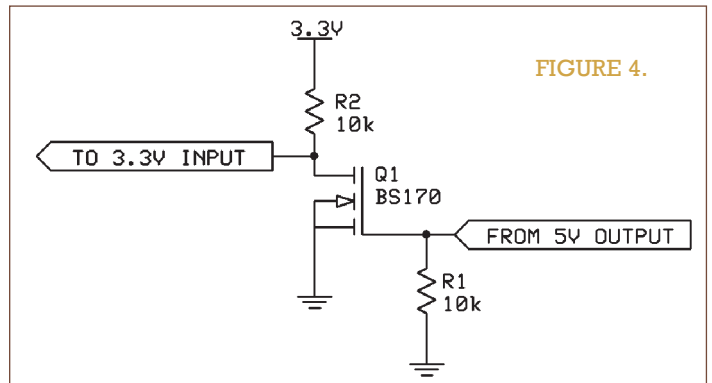 3.3V
FIGURE 4.
R2
10k
TO 3.3V INPUT
Q1
BS170
FROM 5V OUTPUT
R1
10k